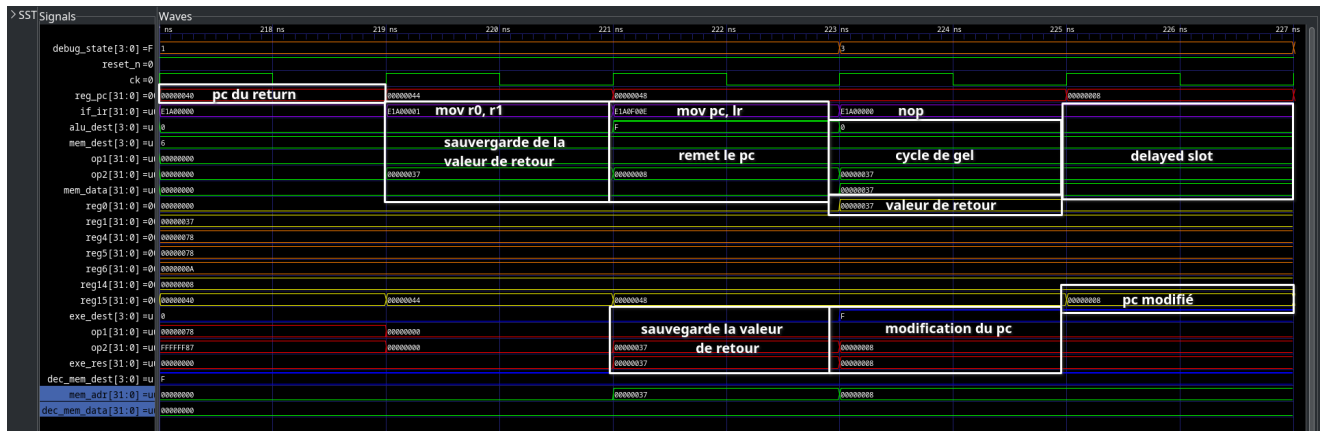 SST Signals Waves
ns 218 ns 219 ns 220 ns 221 ns 222 ns 223 ns 224 ns 225 ns 226 ns 227 ns
debug_state[3:0] =F 1 3
reset_n=0
ck =0
reg_pc[31:0] =0 00000040 pc du return 00000044 00000048 00000008
if_ir[31:0] =u E1A00000 E1A00001 mov r0, r1 E1A0F00E mov pc, lr E1A00000 nop
alu_dest[3:0] =u 0 F 0
mem_dest[3:0] =u 6
sauvergarde de la
valeur de retour
remet le pc
cycle de gel
delayed slot
op1[31:0] =u 00000000
op2[31:0] =u 00000000 00000037 00000008 00000037
mem_data[31:0] =u 00000000 00000037
reg0[31:0] =0 00000000 00000037 valeur de retour
reg1[31:0] =0 00000037
reg4[31:0] =0 00000078
reg5[31:0] =0 00000078
reg6[31:0] =0 0000000A
reg14[31:0] =0 00000008
reg15[31:0] =0 00000040 00000044 00000048 00000008 pc modifié
exe_dest[3:0] =u 0 F
sauvegarde la valeur
de retour
modification du pc
op1[31:0] =u 00000078 00000000
op2[31:0] =u FFFFFF87 00000000 00000037 00000008
exe_res[31:0] =u 00000000 00000037 00000008
dec_mem_dest[3:0] =u F
mem_adr[31:0] =u 00000000 00000037 00000008
dec_mem_data[31:0] =u 00000000